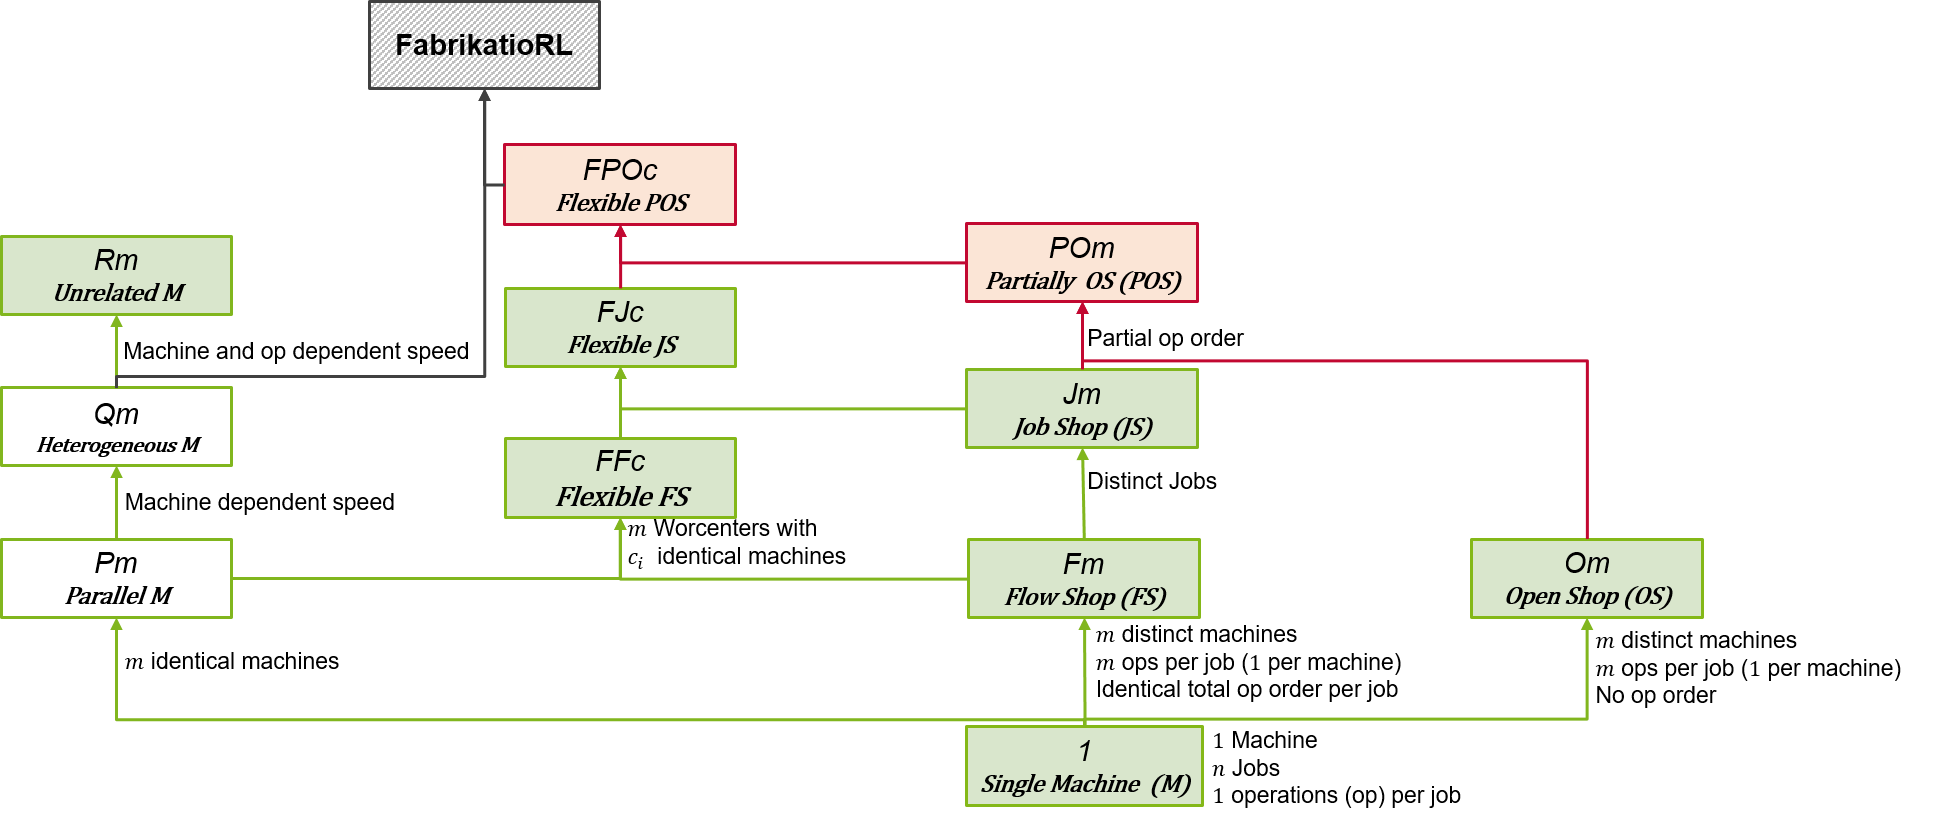 FabrikatioRL
FPOc
Flexible POS
Rm
Unrelated M
POm
Partially OS (POS)
FJc
Flexible JS
Machine and op dependent speed
Partial op order
Qm
Heterogeneous M
Jm
Job Shop (JS)
FFc
Flexible FS
Distinct Jobs
Machine dependent speed
m Worcenters with
c_i identical machines
Pm
Parallel M
Fm
Flow Shop (FS)
Om
Open Shop (OS)
m identical machines
m distinct machines
m ops per job (1 per machine)
Identical total op order per job
m distinct machines
m ops per job (1 per machine)
No op order
1
Single Machine (M)
1 Machine
n Jobs
1 operations (op) per job